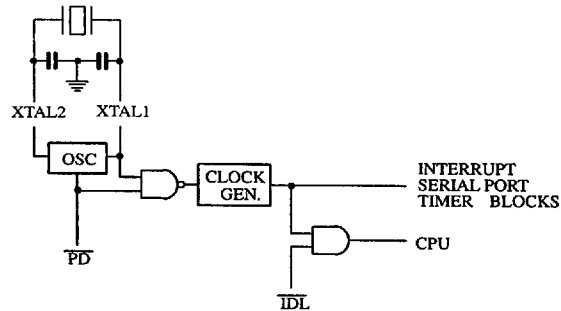 XTAL2 XTAL1
OSC
CLOCK
GEN.
INTERRUPT
SERIAL PORT
TIMER BLOCKS
CPU
PD
IDL